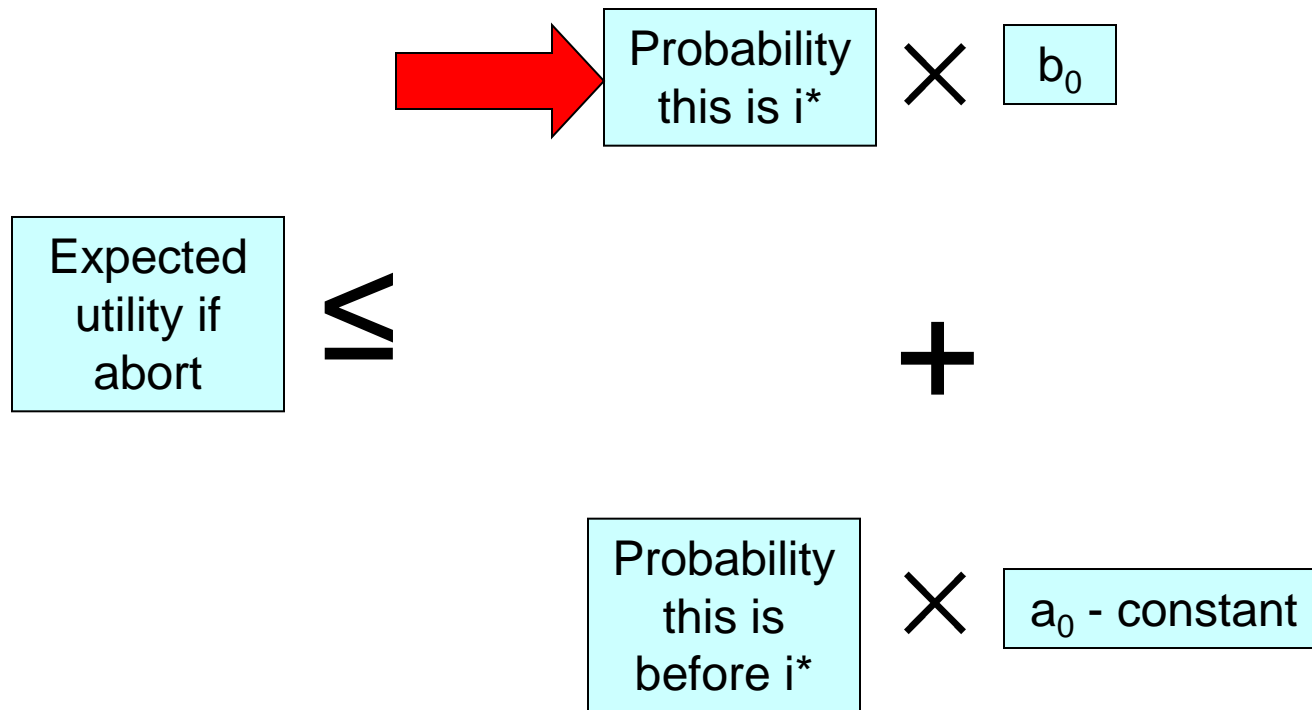 Probability
this is i*
× b₀
Expected
utility if
abort
≤
+
Probability
this is
before i*
× a₀ - constant